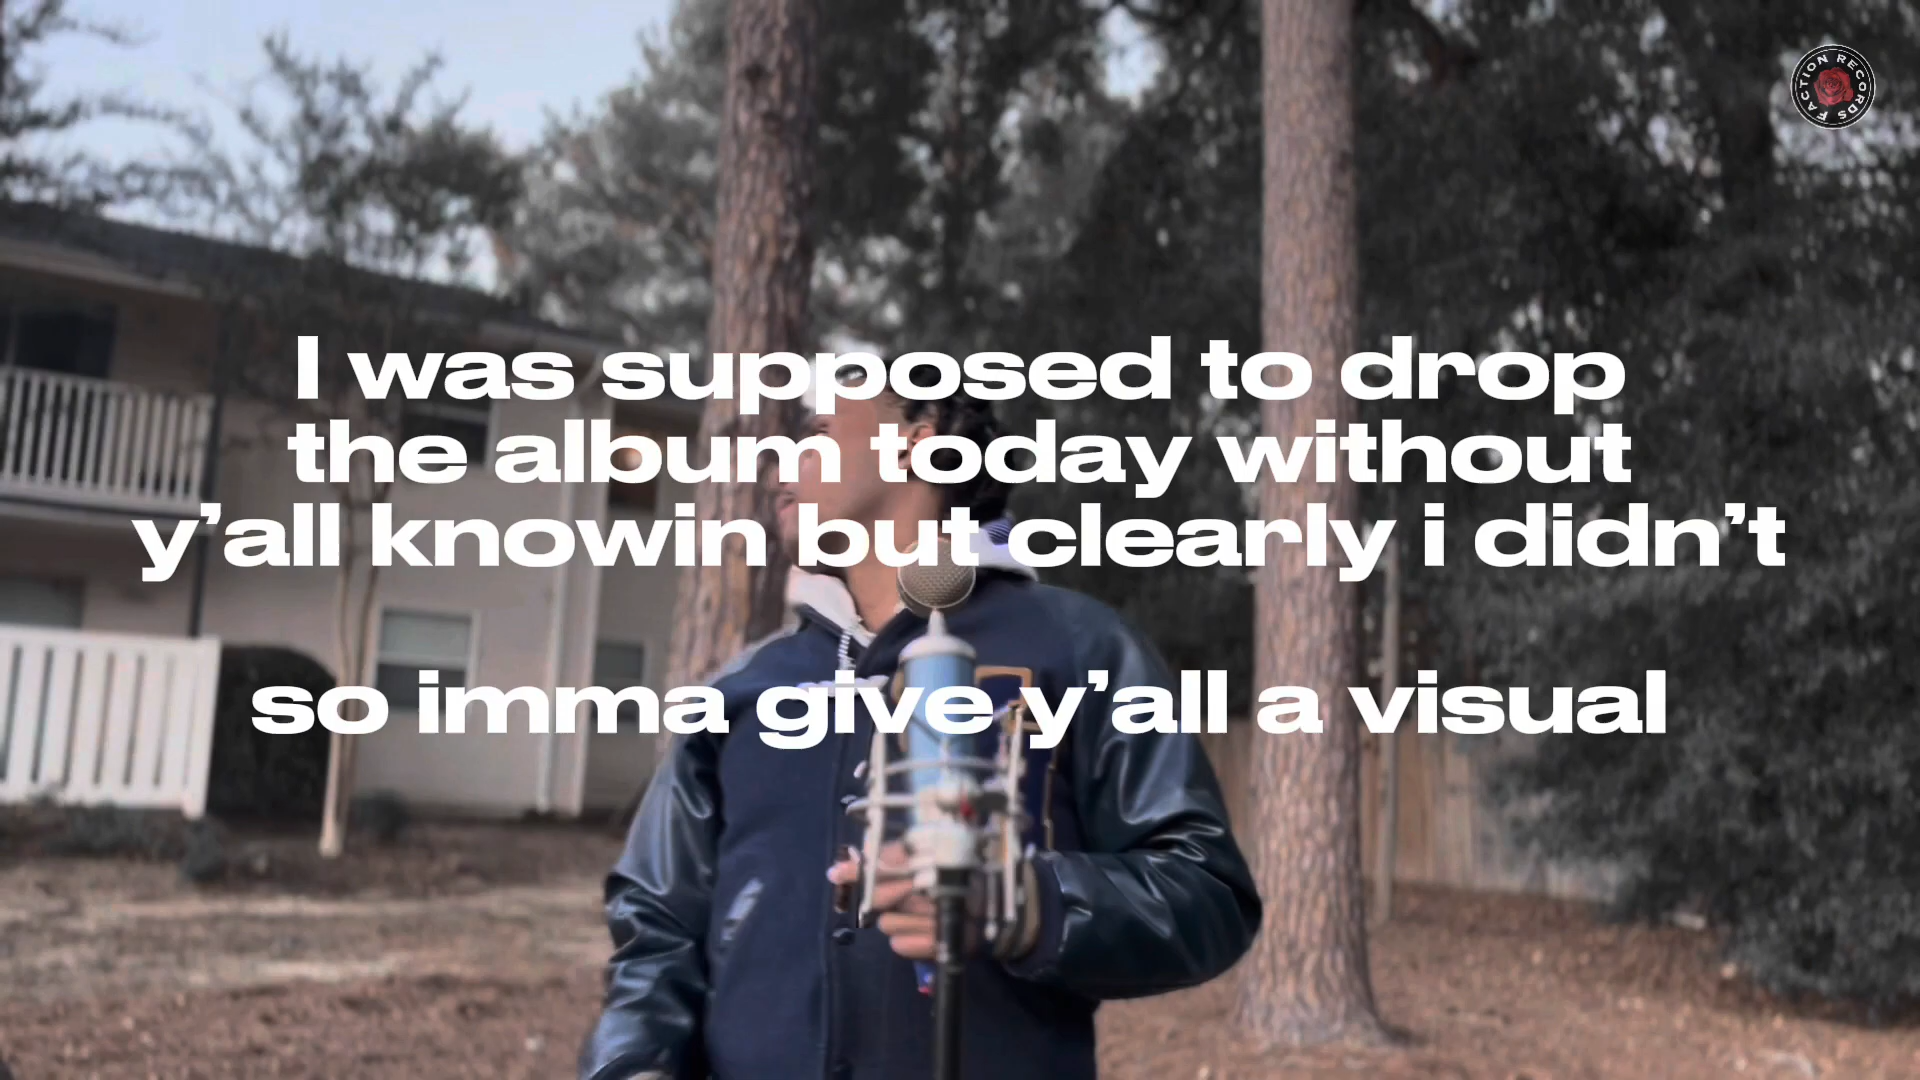 I was supposed to drop
the album today without
y’all knowin but clearly i didn’t
so imma give y’all a visual
FACTION RECORDS